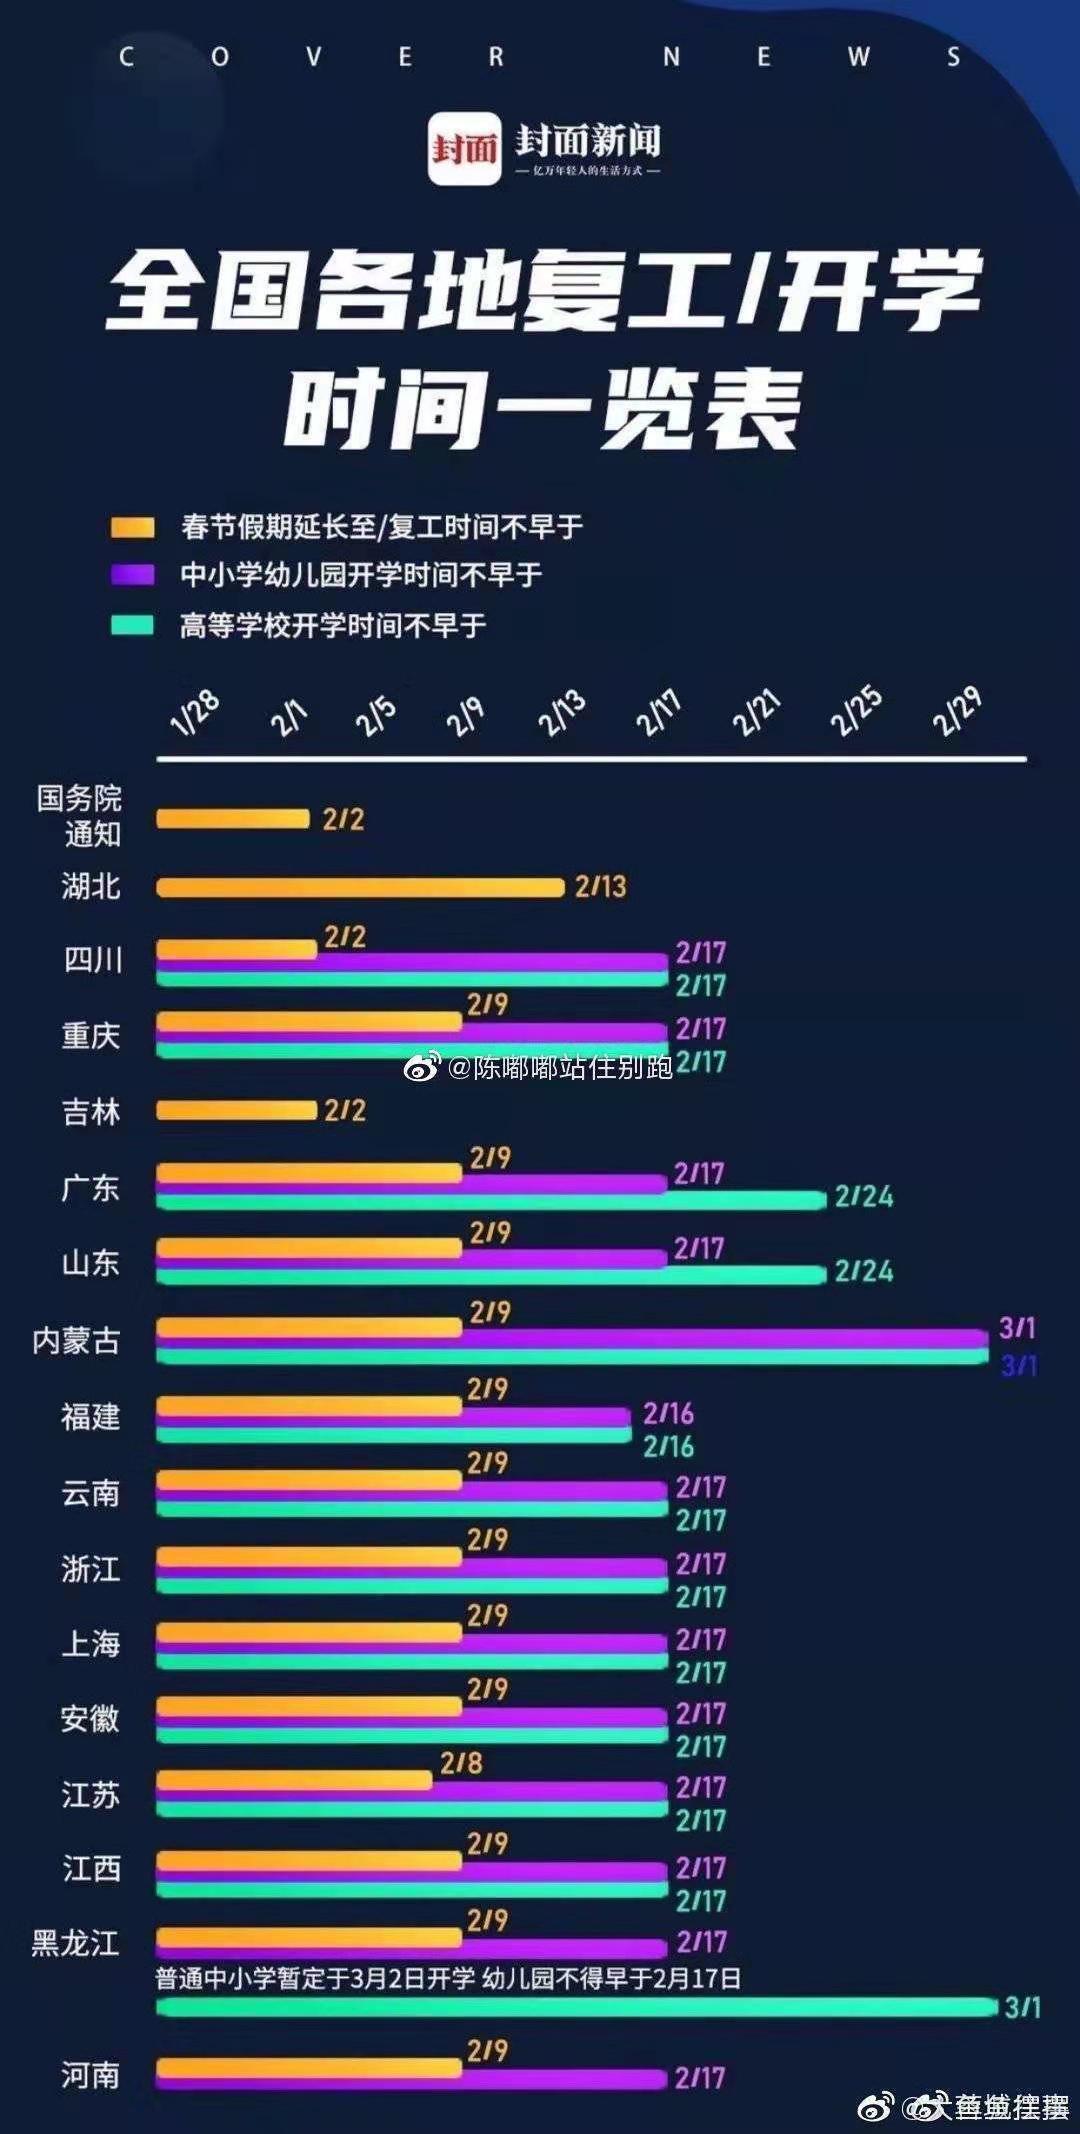 COVER NEWS
封面 封面新闻
亿万年轻人的生活方式
全国各地复工/开学
时间一览表
春节假期延长至/复工时间不早于
中小学幼儿园开学时间不早于
高等学校开学时间不早于
1/28 2/1 2/5 2/9 2/13 2/17 2/21 2/25 2/29
国务院
通知
2/2
湖北 2/13
四川 2/2
2/17
2/17
重庆 2/9
2/17
2/17
@陈嘟嘟站住别跑
吉林 2/2
广东 2/9
2/17
2/24
山东 2/9
2/17
2/24
内蒙古 2/9
3/1
3/1
福建 2/9
2/16
2/16
云南 2/9
2/17
2/17
浙江 2/9
2/17
2/17
上海 2/9
2/17
2/17
安徽 2/9
2/17
2/17
江苏 2/8
2/17
2/17
江西 2/9
2/17
2/17
黑龙江 2/9
2/17
普通中小学暂定于3月2日开学 幼儿园不得早于2月17日
3/1
河南 2/9
2/17